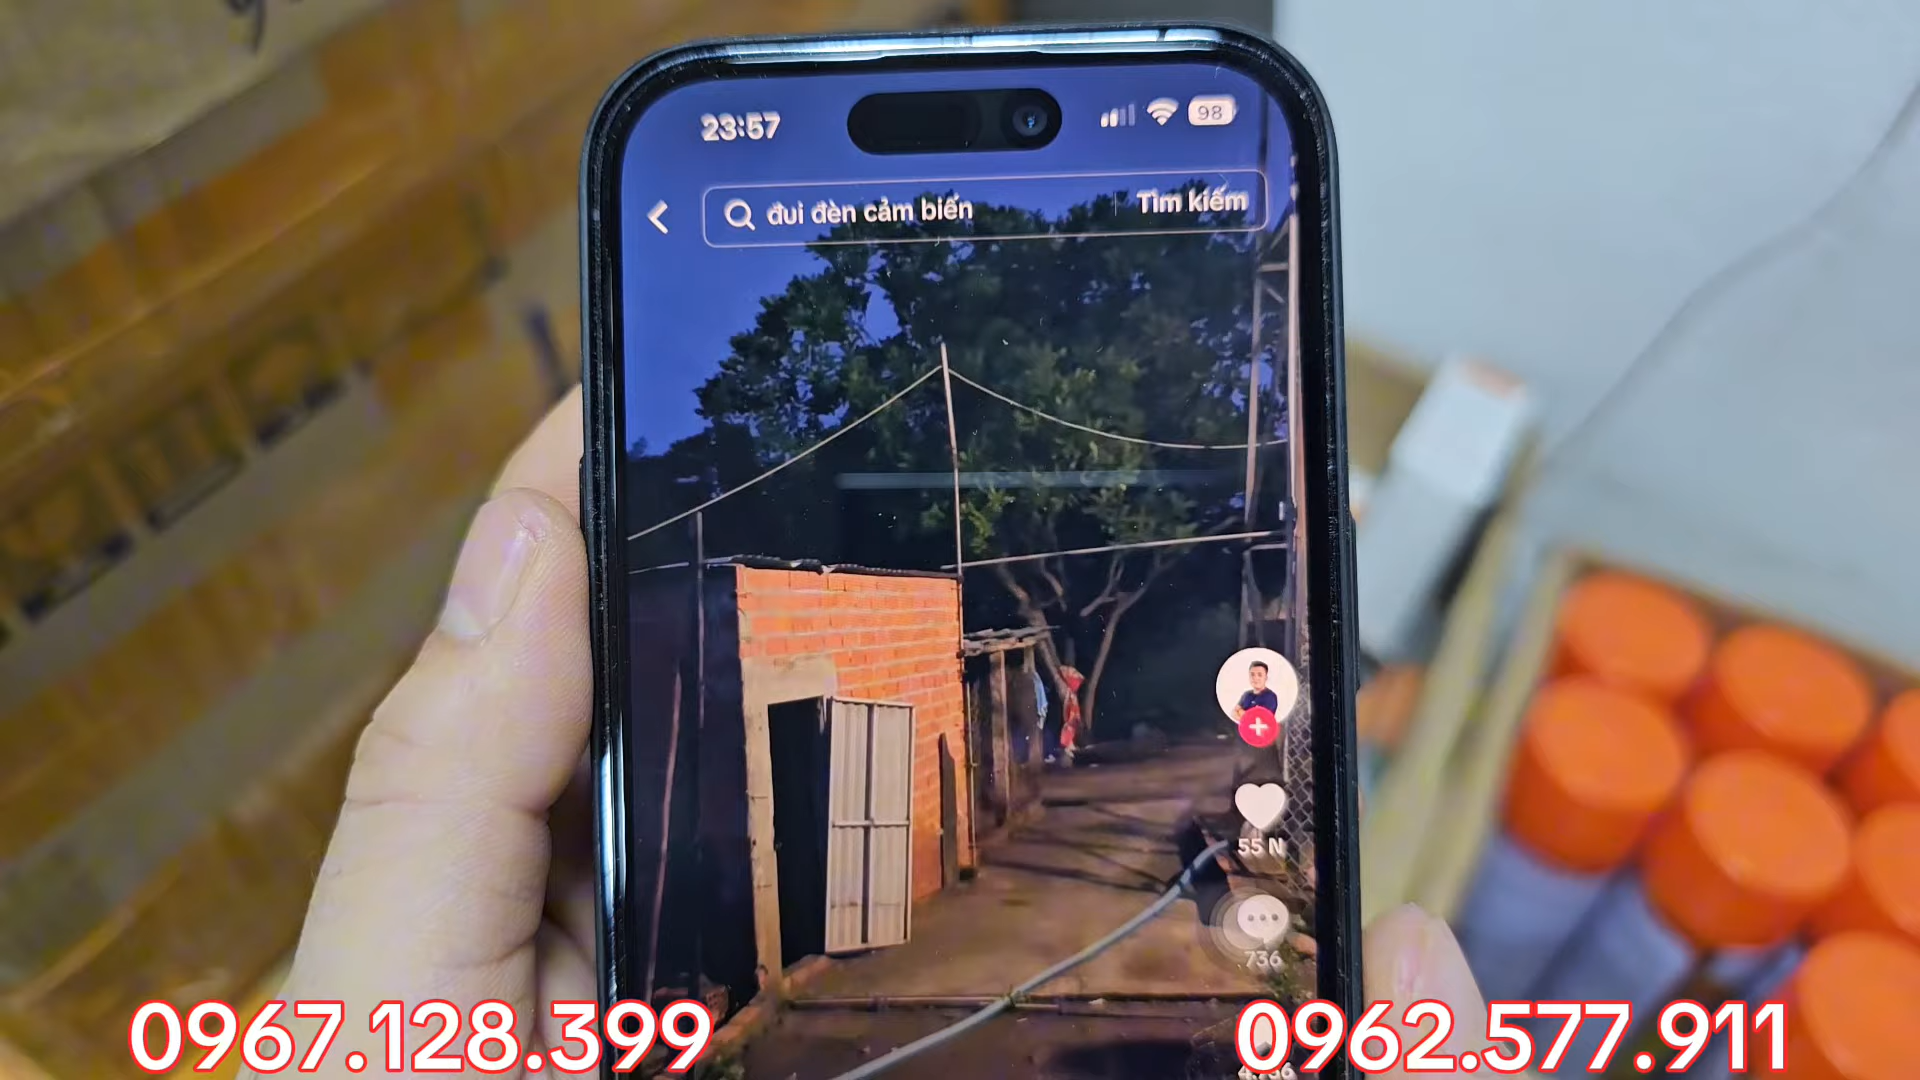 23:57
98
đui đèn cảm biến
Tìm kiếm
55 N
736
0967.128.399
0962.577.911